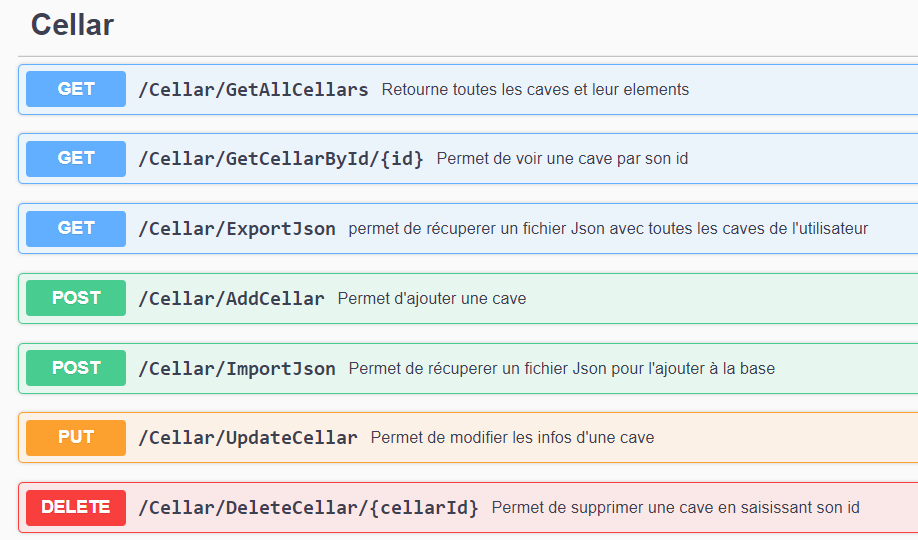 Cellar
GET /Cellar/GetAllCellars Retourne toutes les caves et leur elements
GET /Cellar/GetCellarById/{id} Permet de voir une cave par son id
GET /Cellar/ExportJson permet de récuperer un fichier Json avec toutes les caves de l'utilisateur
POST /Cellar/AddCellar Permet d'ajouter une cave
POST /Cellar/ImportJson Permet de récuperer un fichier Json pour l'ajouter à la base
PUT /Cellar/UpdateCellar Permet de modifier les infos d'une cave
DELETE /Cellar/DeleteCellar/{cellarId} Permet de supprimer une cave en saisissant son id